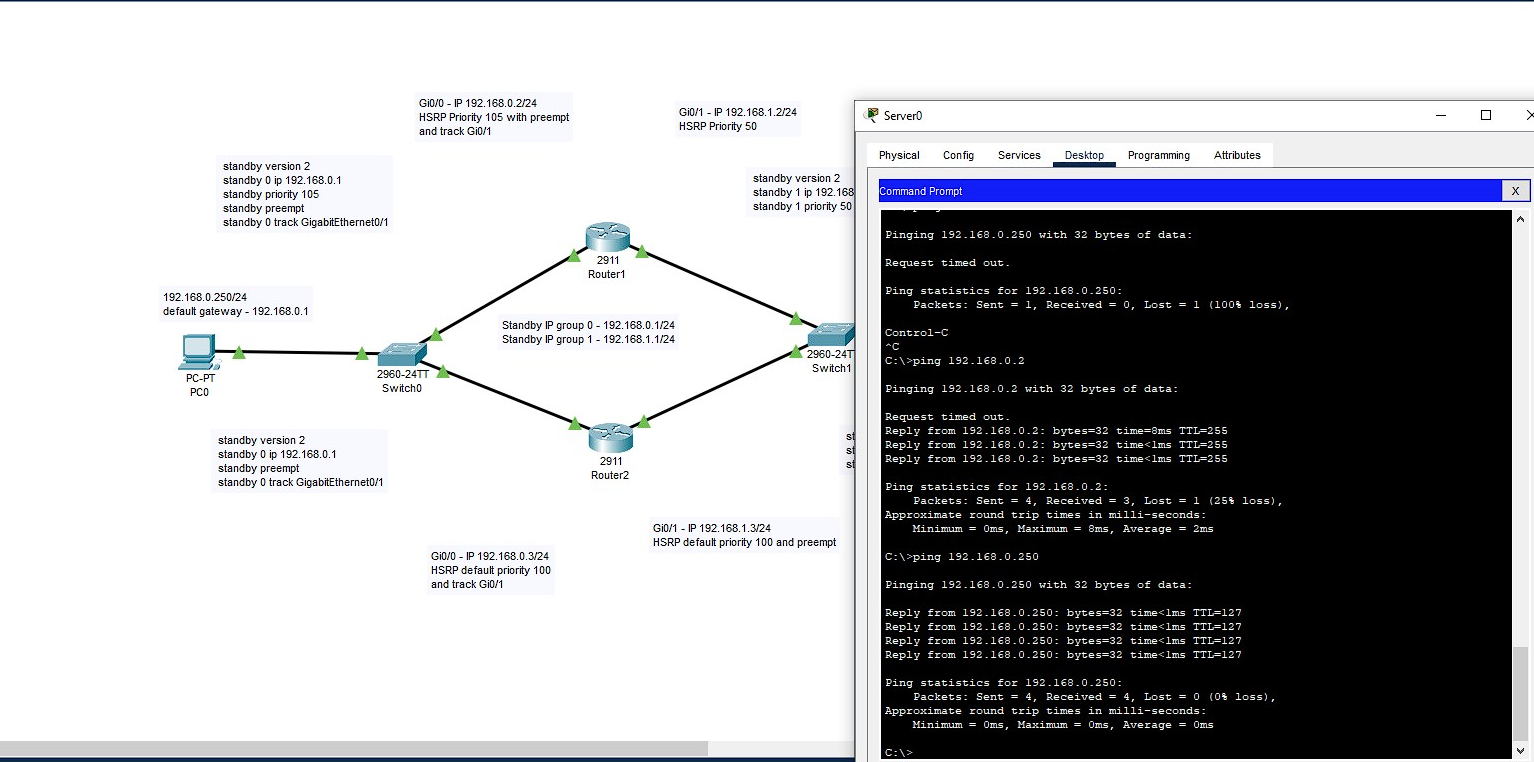 Gi0/0 - IP 192.168.0.2/24
HSRP Priority 105 with preempt
and track Gi0/1
Gi0/1 - IP 192.168.1.2/24
HSRP Priority 50
standby version 2
standby 0 ip 192.168.0.1
standby priority 105
standby preempt
standby 0 track GigabitEthernet0/1
standby version 2
standby 1 ip 192.168
standby 1 priority 50
2911
Router1
192.168.0.250/24
default gateway - 192.168.0.1
Standby IP group 0 - 192.168.0.1/24
Standby IP group 1 - 192.168.1.1/24
PC-PT
PC0
2960-24TT
Switch0
2960-24TT
Switch1
standby version 2
standby 0 ip 192.168.0.1
standby preempt
standby 0 track GigabitEthernet0/1
2911
Router2
st
st
st
Gi0/1 - IP 192.168.1.3/24
HSRP default priority 100 and preempt
Gi0/0 - IP 192.168.0.3/24
HSRP default priority 100
and track Gi0/1
Server0
Physical Config Services Desktop Programming Attributes
Command Prompt
X
Pinging 192.168.0.250 with 32 bytes of data:
Request timed out.
Ping statistics for 192.168.0.250:
Packets: Sent = 1, Received = 0, Lost = 1 (100% loss),
Control-C
^C
C:\>ping 192.168.0.2
Pinging 192.168.0.2 with 32 bytes of data:
Request timed out.
Reply from 192.168.0.2: bytes=32 time=8ms TTL=255
Reply from 192.168.0.2: bytes=32 time<1ms TTL=255
Reply from 192.168.0.2: bytes=32 time<1ms TTL=255
Ping statistics for 192.168.0.2:
Packets: Sent = 4, Received = 3, Lost = 1 (25% loss),
Approximate round trip times in milli-seconds:
Minimum = 0ms, Maximum = 8ms, Average = 2ms
C:\>ping 192.168.0.250
Pinging 192.168.0.250 with 32 bytes of data:
Reply from 192.168.0.250: bytes=32 time<1ms TTL=127
Reply from 192.168.0.250: bytes=32 time<1ms TTL=127
Reply from 192.168.0.250: bytes=32 time<1ms TTL=127
Reply from 192.168.0.250: bytes=32 time<1ms TTL=127
Ping statistics for 192.168.0.250:
Packets: Sent = 4, Received = 4, Lost = 0 (0% loss),
Approximate round trip times in milli-seconds:
Minimum = 0ms, Maximum = 0ms, Average = 0ms
C:\>